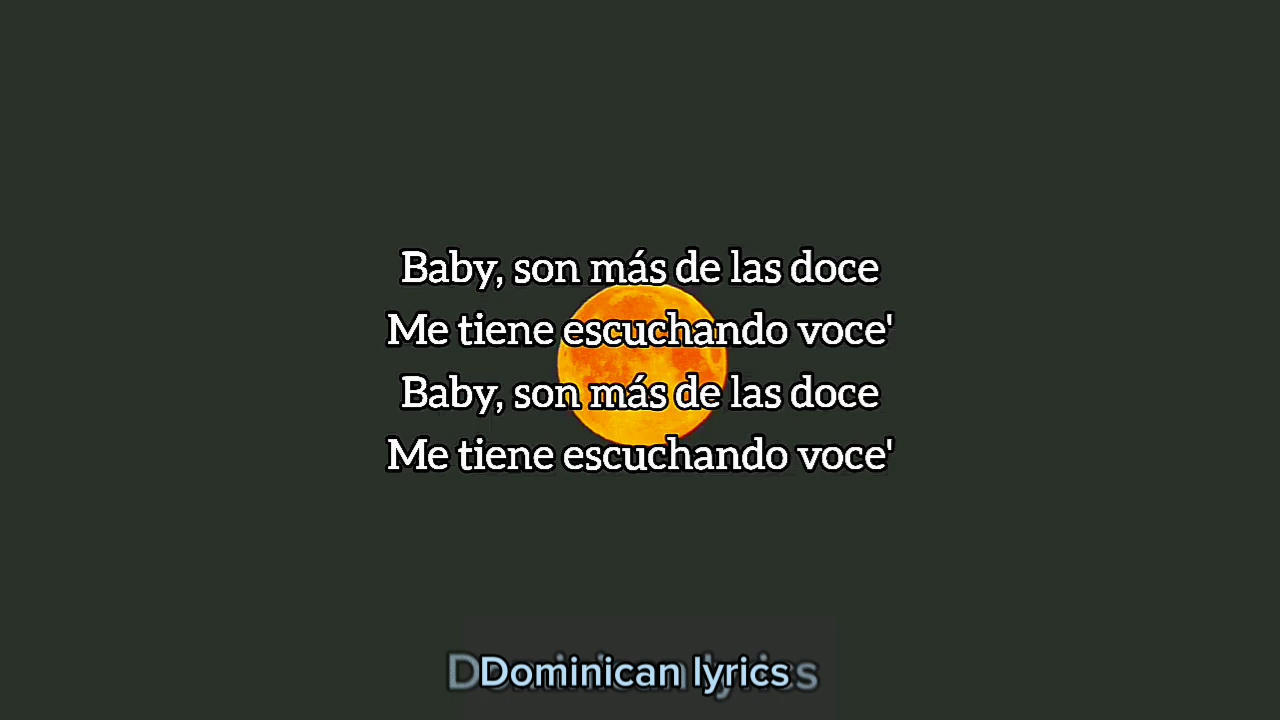 Baby, son más de las doce
Me tiene escuchando voce'
Baby, son más de las doce
Me tiene escuchando voce'
Dominican lyrics